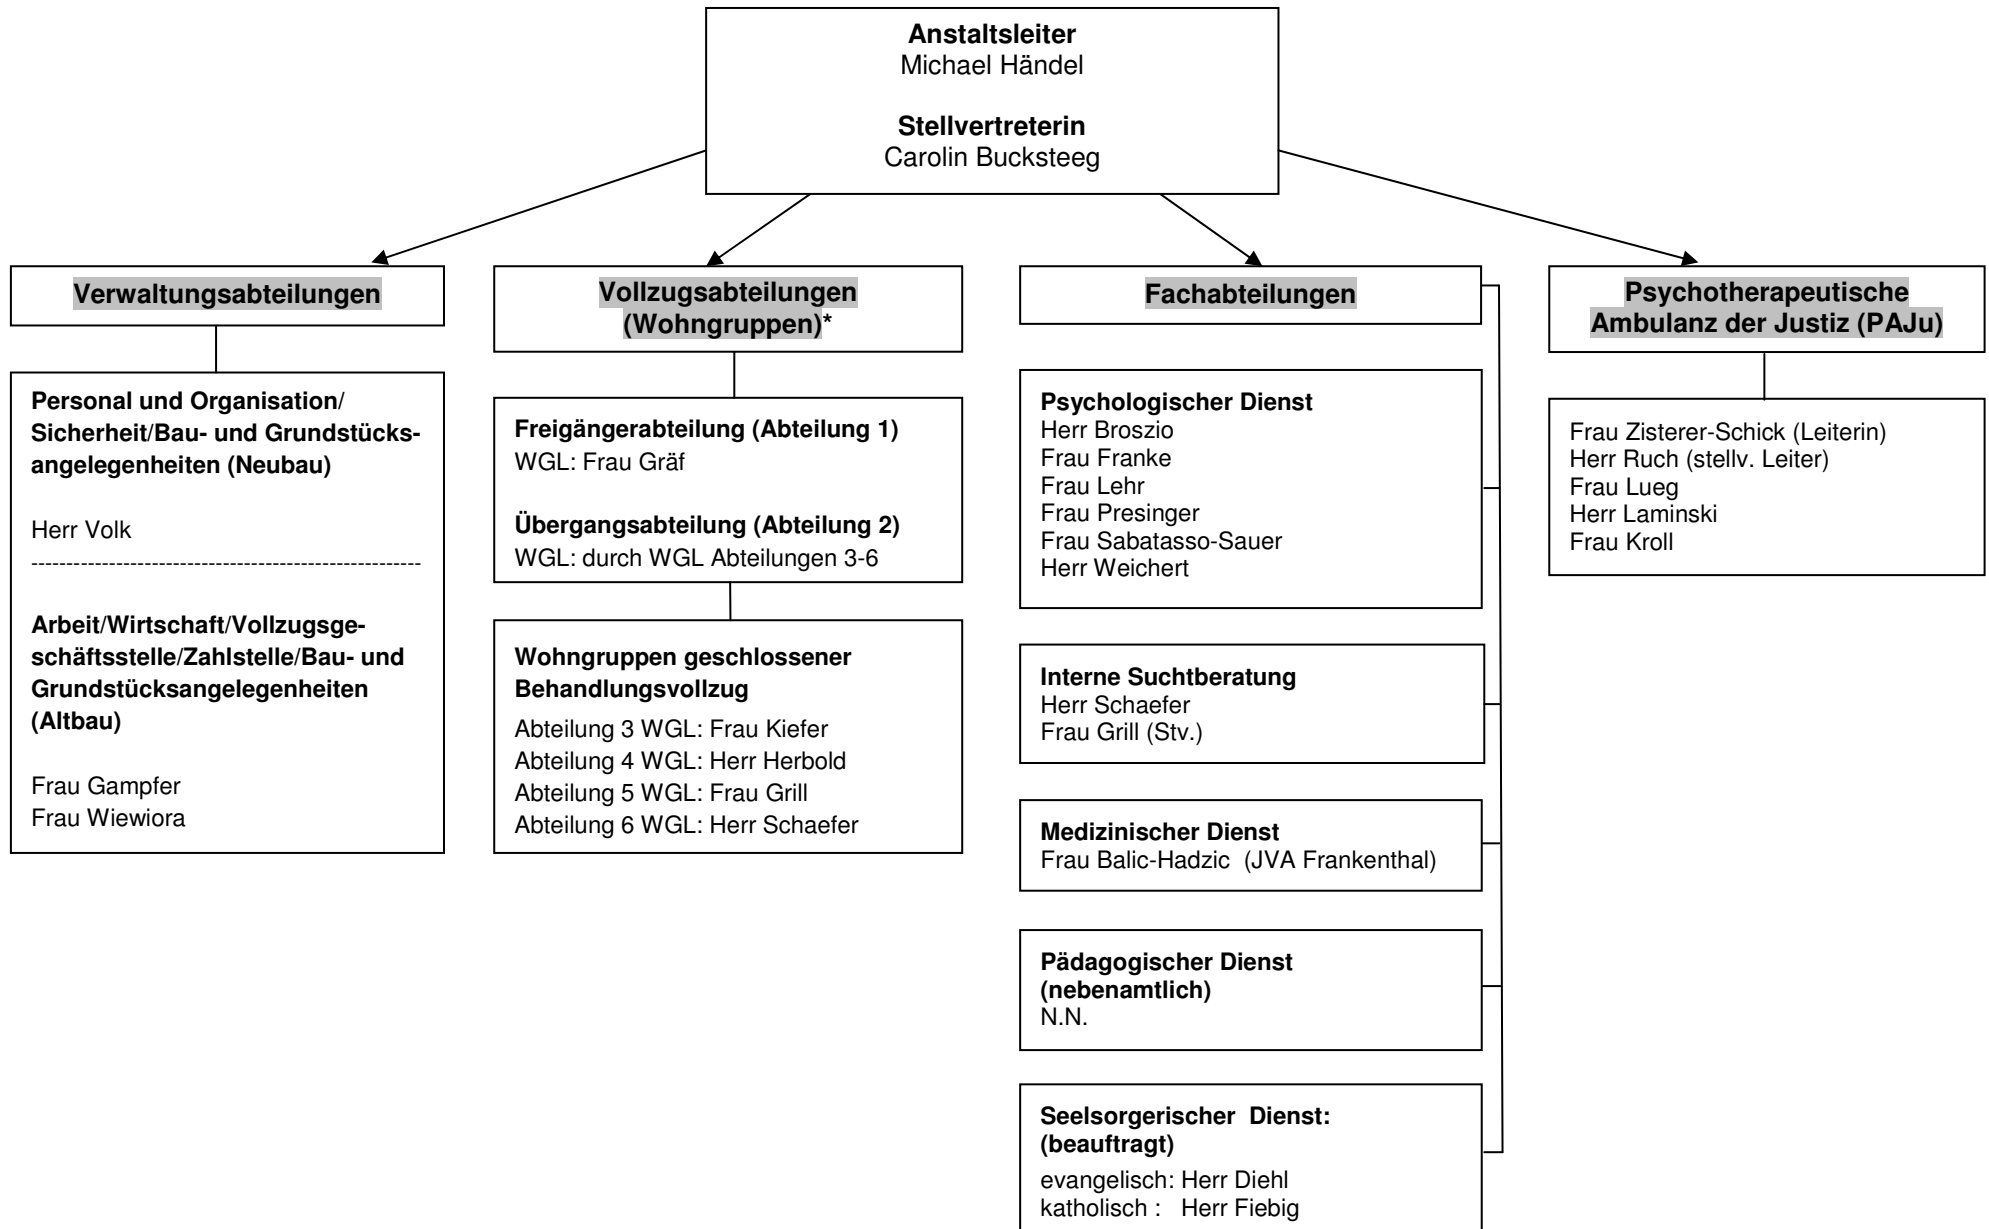 Anstaltsleiter
Michael Händel
Stellvertreterin
Carolin Bucksteeg
Verwaltungsabteilungen
Personal und Organisation/
Sicherheit/Bau- und Grundstücks-
angelegenheiten (Neubau)
Herr Volk
-------------------------------------------------------
Arbeit/Wirtschaft/Vollzugsge-
schäftsstelle/Zahlstelle/Bau- und
Grundstücksangelegenheiten
(Altbau)
Frau Gampfer
Frau Wiewiora
Vollzugsabteilungen
(Wohngruppen)*
Freigängerabteilung (Abteilung 1)
WGL: Frau Gräf
Übergangsabteilung (Abteilung 2)
WGL: durch WGL Abteilungen 3-6
Wohngruppen geschlossener
Behandlungsvollzug
Abteilung 3 WGL: Frau Kiefer
Abteilung 4 WGL: Herr Herbold
Abteilung 5 WGL: Frau Grill
Abteilung 6 WGL: Herr Schaefer
Fachabteilungen
Psychologischer Dienst
Herr Broszio
Frau Franke
Frau Lehr
Frau Presinger
Frau Sabatasso-Sauer
Herr Weichert
Interne Suchtberatung
Herr Schaefer
Frau Grill (Stv.)
Medizinischer Dienst
Frau Balic-Hadzic  (JVA Frankenthal)
Pädagogischer Dienst
(nebenamtlich)
N.N.
Seelsorgerischer  Dienst:
(beauftragt)
evangelisch: Herr Diehl
katholisch :   Herr Fiebig
Psychotherapeutische
Ambulanz der Justiz (PAJu)
Frau Zisterer-Schick (Leiterin)
Herr Ruch (stellv. Leiter)
Frau Lueg
Herr Laminski
Frau Kroll